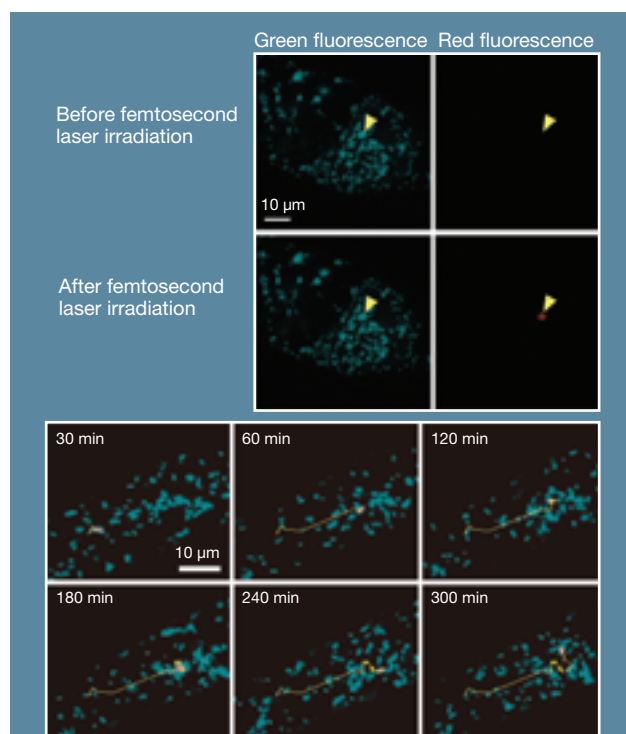 Green fluorescence Red fluorescence
Before femtosecond
laser irradiation
10 µm
After femtosecond
laser irradiation
30 min
60 min
120 min
10 µm
180 min
240 min
300 min